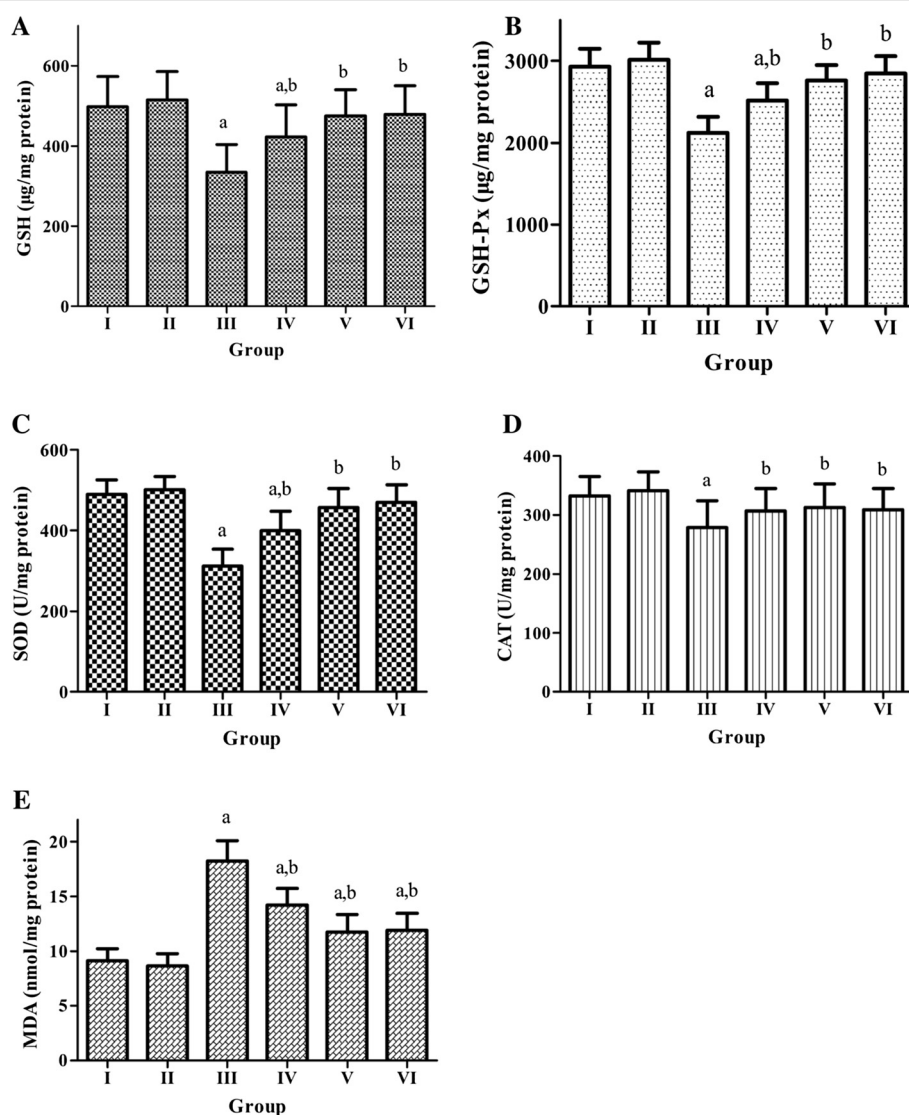 A
GSH (μg/mg protein)
600
400
200
0
a
a,b
b
b
I II III IV V VI
Group
B
GSH-Px (μg/mg protein)
3000
2000
1000
0
a
a,b
b
b
I II III IV V VI
Group
C
SOD (U/mg protein)
600
400
200
0
a
a,b
b
b
I II III IV V VI
Group
D
CAT (U/mg protein)
400
300
200
100
0
a
b
b
b
I II III IV V VI
Group
E
MDA (nmol/mg protein)
20
15
10
5
0
a
a,b
a,b
a,b
I II III IV V VI
Group